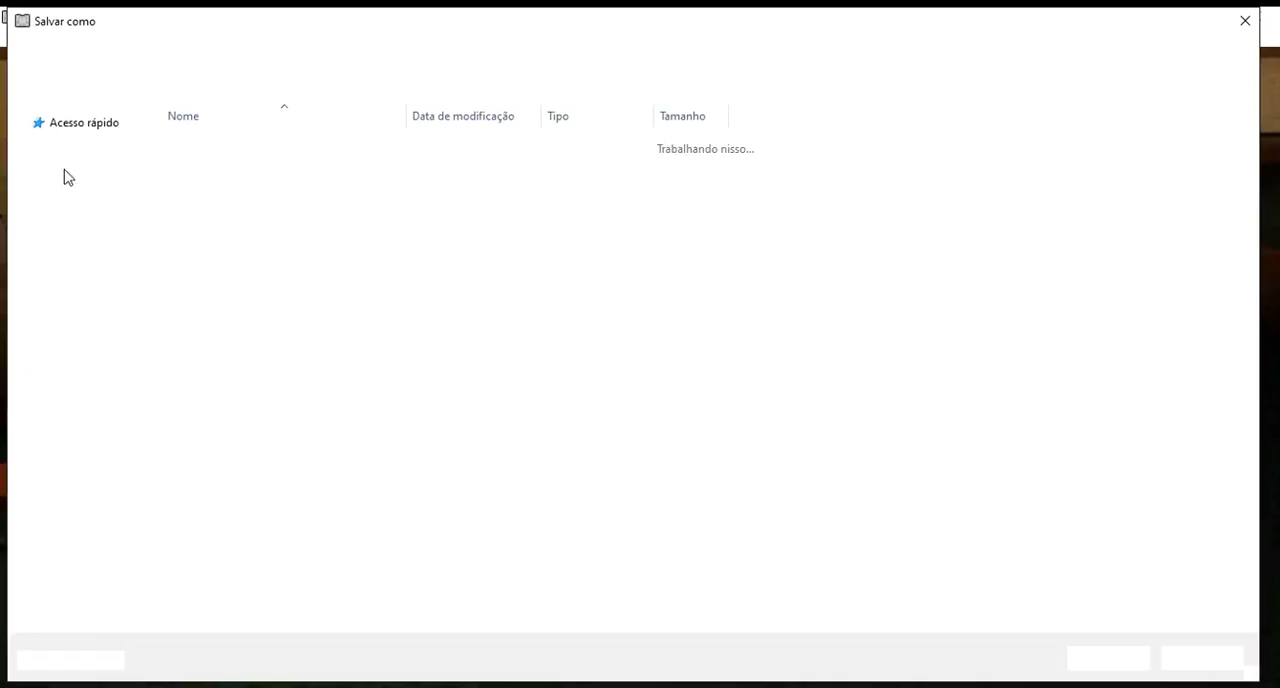 Salvar como
Acesso rápido
Nome Data de modificação Tipo Tamanho
Trabalhando nisso...